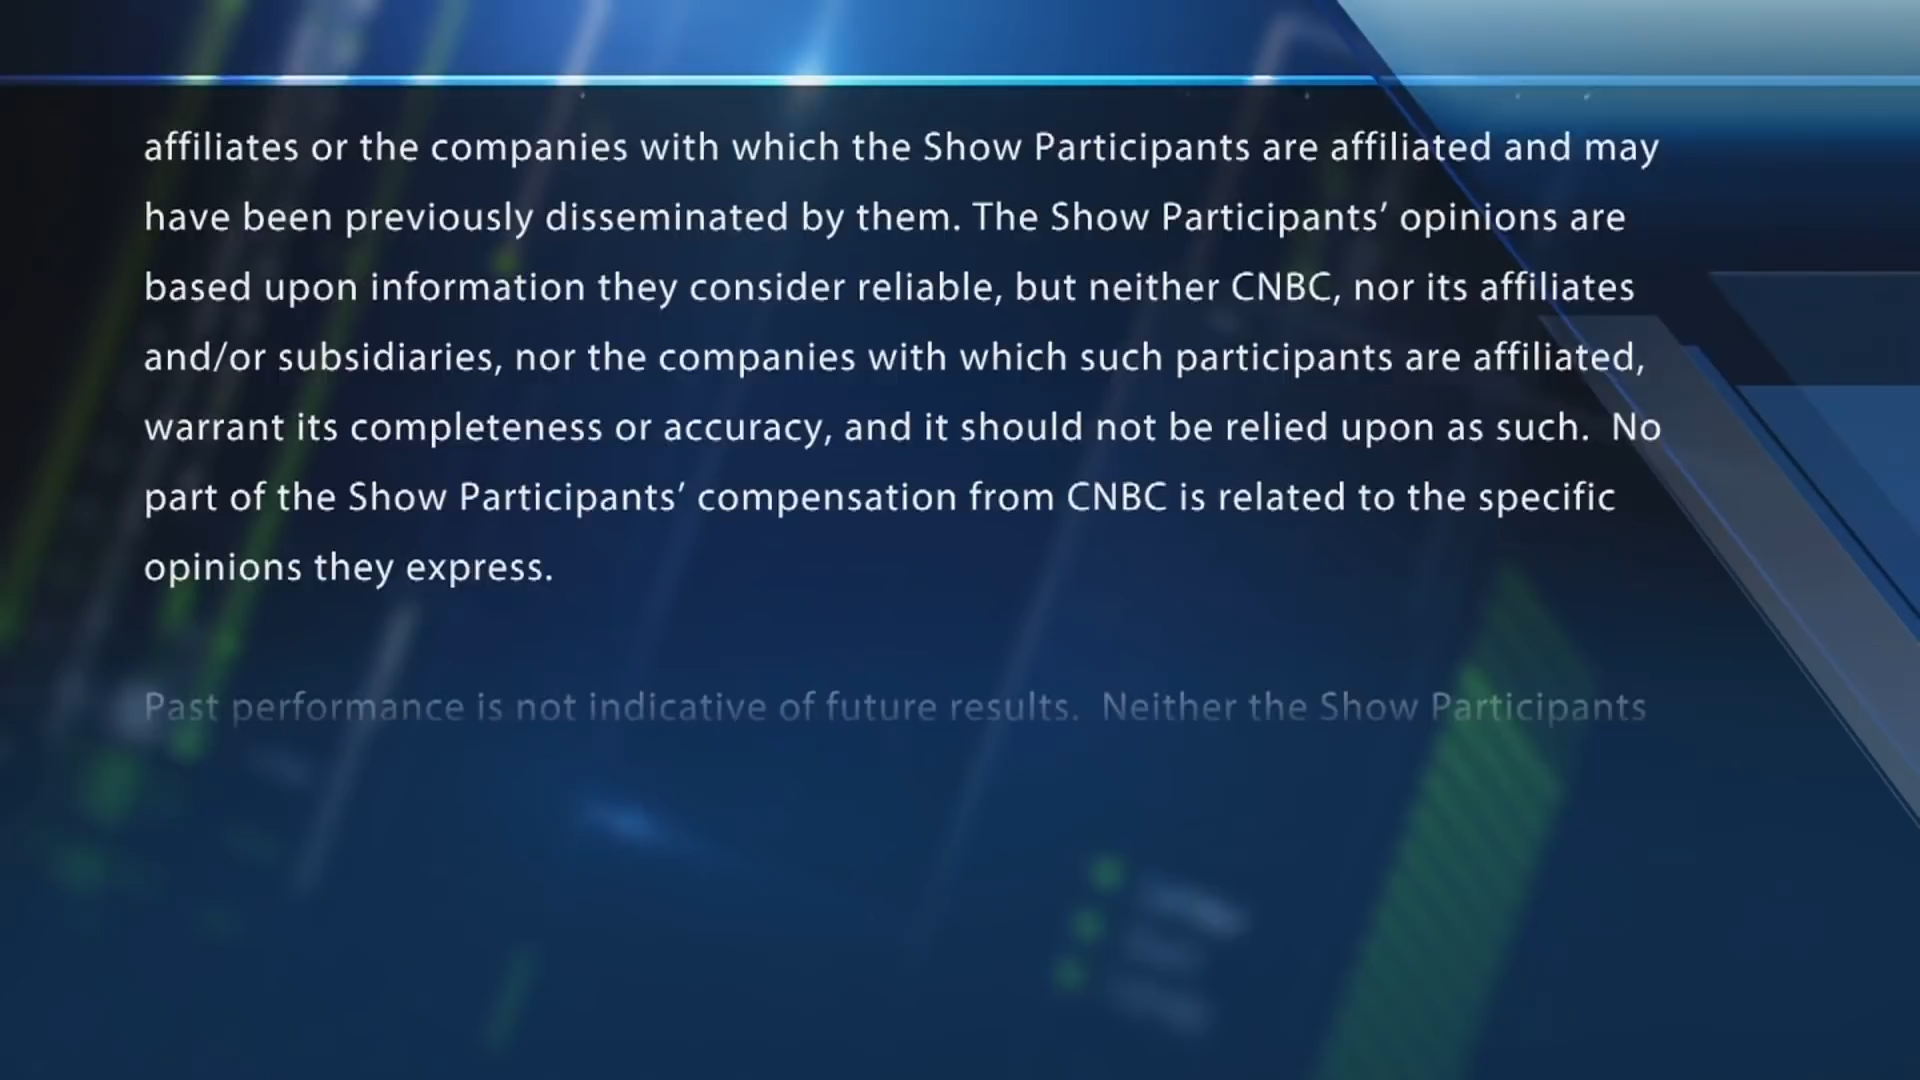 affiliates or the companies with which the Show Participants are affiliated and may
have been previously disseminated by them. The Show Participants’ opinions are
based upon information they consider reliable, but neither CNBC, nor its affiliates
and/or subsidiaries, nor the companies with which such participants are affiliated,
warrant its completeness or accuracy, and it should not be relied upon as such.  No
part of the Show Participants’ compensation from CNBC is related to the specific
opinions they express.
Past performance is not indicative of future results.  Neither the Show Participants